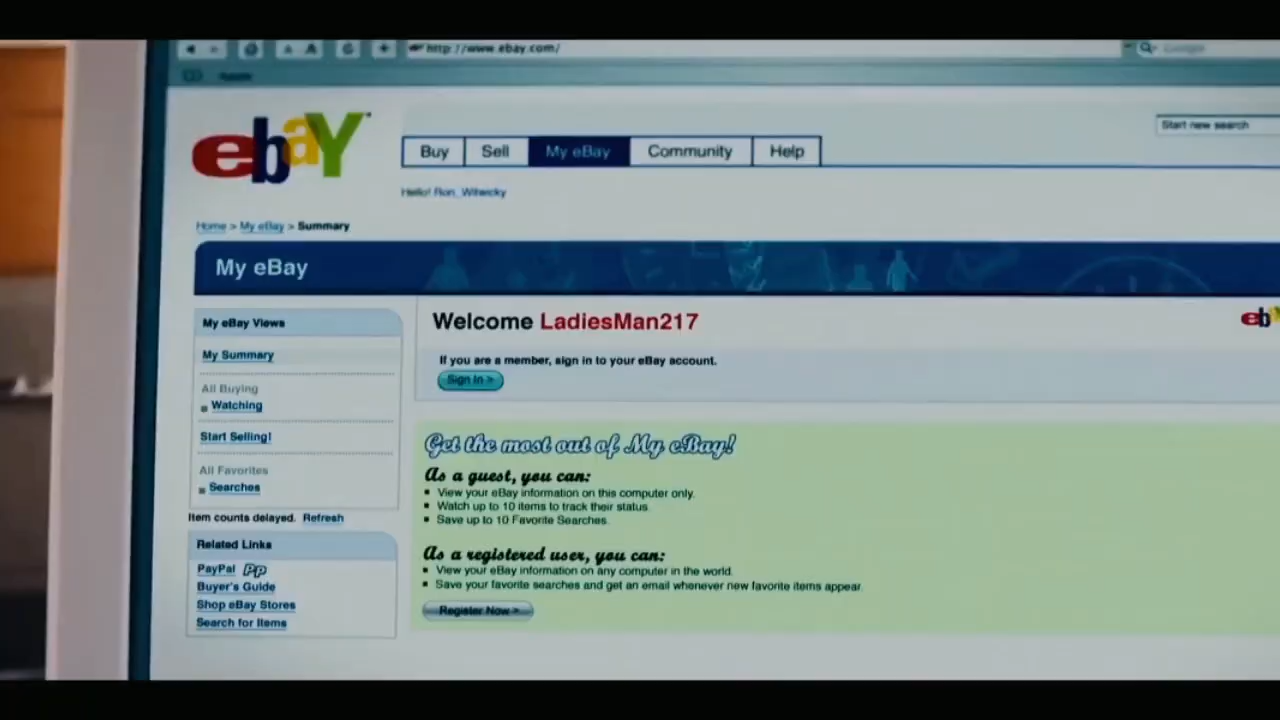 http://www.ebay.com/
Google
Apple
ebaY
Start new search
Buy
Sell
My eBay
Community
Help
Hello! Ron_Witwicky
Home > My eBay > Summary
My eBay
My eBay Views
My Summary
All Buying
Watching
Start Selling!
All Favorites
Searches
Item counts delayed. Refresh
Related Links
PayPal PP
Buyer's Guide
Shop eBay Stores
Search for Items
Welcome LadiesMan217
eb
If you are a member, sign in to your eBay account.
Sign In >
Get the most out of My eBay!
As a guest, you can:
View your eBay information on this computer only.
Watch up to 10 items to track their status.
Save up to 10 Favorite Searches.
As a registered user, you can:
View your eBay information on any computer in the world.
Save your favorite searches and get an email whenever new favorite items appear.
Register Now >